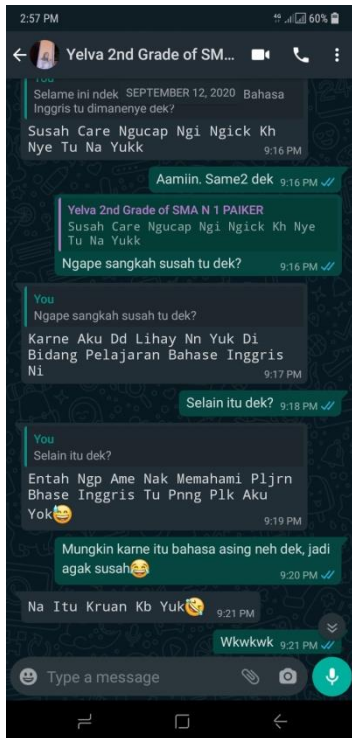 2:57 PM 4G 60%
Yelva 2nd Grade of SM...
You
Selame ini ndek SEPTEMBER 12, 2020 Bahasa
Inggris tu dimanenye dek?
Susah Care Ngucap Ngi Ngick Kh
Nye Tu Na Yukk
9:16 PM
Aamiin. Same2 dek 9:16 PM
Yelva 2nd Grade of SMA N 1 PAIKER
Susah Care Ngucap Ngi Ngick Kh Nye
Tu Na Yukk
Ngape sangkah susah tu dek? 9:16 PM
You
Ngape sangkah susah tu dek?
Karne Aku Dd Lihay Nn Yuk Di
Bidang Pelajaran Bahase Inggris
Ni 9:17 PM
Selain itu dek? 9:18 PM
You
Selain itu dek?
Entah Ngp Ame Nak Memahami Pljrn
Bhase Inggris Tu Pnng Plk Aku
Yok😅
9:19 PM
Mungkin karne itu bahasa asing neh dek, jadi
agak susah😂 9:20 PM
Na Itu Kruan Kb Yuk🤣 9:21 PM
Wkwkwk 9:21 PM
Type a message